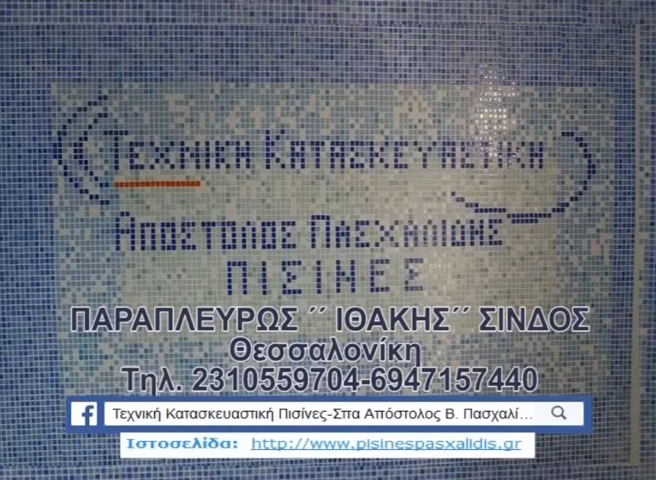 Τεχνικη Κατασκευαστικη
Αποστολος Πασχαλιδης
ΠΙΣΙΝΕΣ
ΠΑΡΑΠΛΕΥΡΩΣ ΄΄ ΙΘΑΚΗΣ΄΄ ΣΙΝΔΟΣ
Θεσσαλονίκη
Τηλ. 2310559704-6947157440
Τεχνική Κατασκευαστική Πισίνες-Σπα Απόστολος Β. Πασχαλί...
Ιστοσελίδα: http://www.pisinespasxalidis.gr